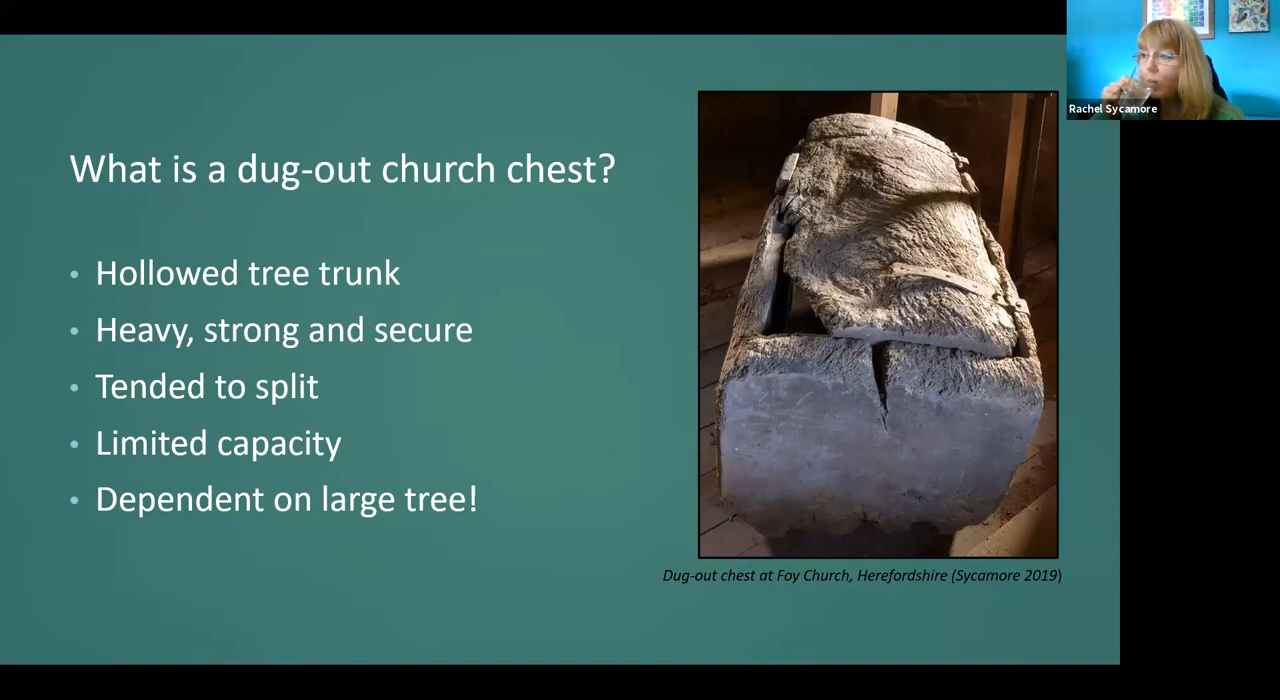 Rachel Sycamore
What is a dug-out church chest?
• Hollowed tree trunk
• Heavy, strong and secure
• Tended to split
• Limited capacity
• Dependent on large tree!
Dug-out chest at Foy Church, Herefordshire (Sycamore 2019)